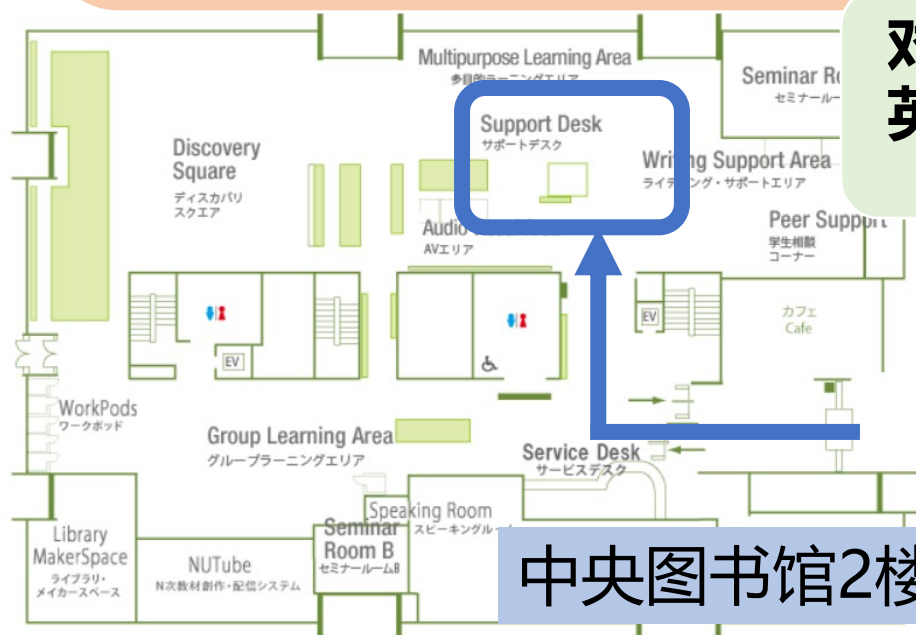 对
英
Multipurpose Learning Area
多目的ラーニングエリア
Seminar Ro
セミナール
Support Desk
サポートデスク
Discovery
Square
ディスカバリ
スクエア
Writing Support Area
ライティング・サポートエリア
Peer Support
学生相談
コーナー
Audio
AVエリア
カフェ
Cafe
EV
EV
WorkPods
ワークポッド
Group Learning Area
グループラーニングエリア
Service Desk
サービスデスク
Speaking Room
スピーキングルーム
Seminar
Room B
セミナールームB
Library
MakerSpace
ライブラリ・
メイカースペース
NUTube
N次教材創作・配信システム
中央图书馆2楼